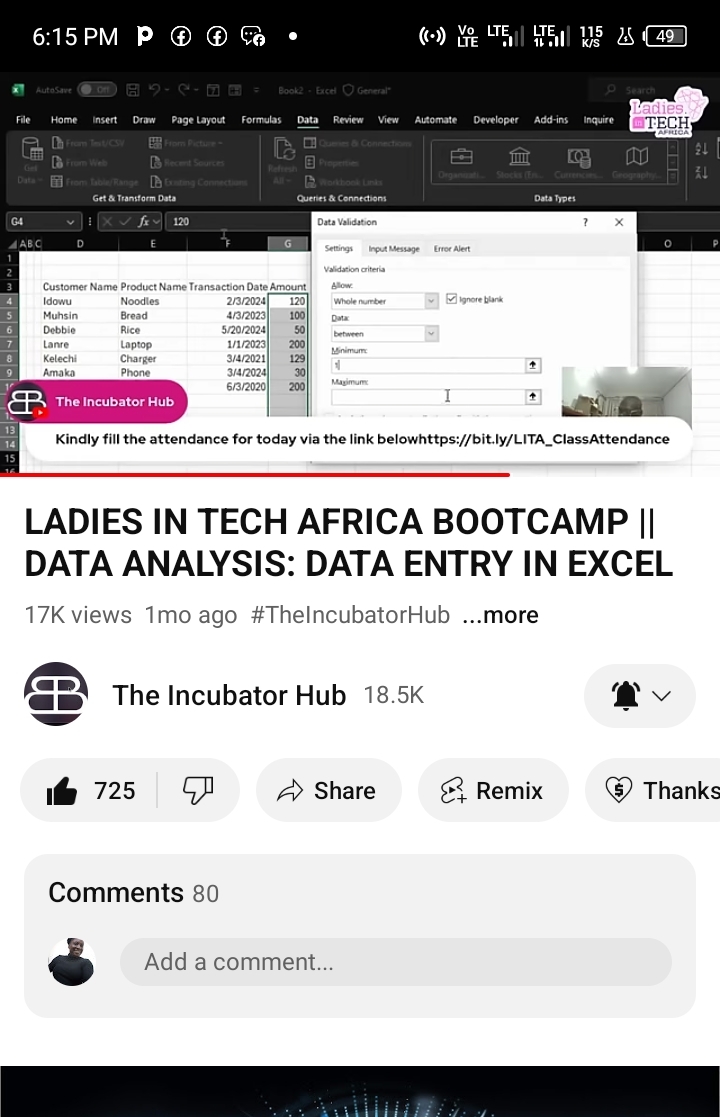 6:15 PM
Vo LTE LTE LTE 115 K/S 49
AutoSave Off Book2 - Excel General* Search
Ladies in TECH AFRICA
File Home Insert Draw Page Layout Formulas Data Review View Automate Developer Add-ins Inquire
Get Data From Text/CSV From Picture Refresh All Queries & Connections
From Web Recent Sources Properties
From Table/Range Existing Connections Workbook Links
Get & Transform Data Queries & Connections Data Types
G4 fx 120
Data Validation ?
A B C D E F G O P
Settings Input Message Error Alert
Validation criteria
Allow:
Whole number Ignore blank
Data:
between
Minimum:
1
Maximum:
1
2
3 Customer Name Product Name Transaction Date Amount
4 Idowu Noodles 2/3/2024 120
5 Muhsin Bread 4/3/2023 100
6 Debbie Rice 5/20/2024 50
7 Lanre Laptop 1/1/2023 200
8 Kelechi Charger 3/4/2021 129
9 Amaka Phone 3/4/2024 30
6/3/2020 200
The Incubator Hub
13
14
15
Kindly fill the attendance for today via the link belowhttps://bit.ly/LITA_ClassAttendance
LADIES IN TECH AFRICA BOOTCAMP ||
DATA ANALYSIS: DATA ENTRY IN EXCEL
17K views 1mo ago #TheIncubatorHub ...more
The Incubator Hub 18.5K
725 Share Remix Thanks
Comments 80
Add a comment...